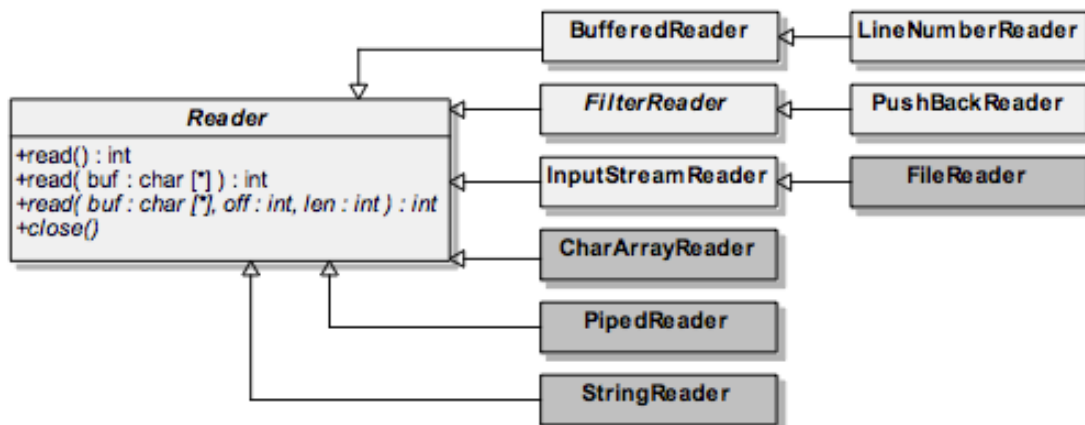 BufferedReader
LineNumberReader
Reader
FilterReader
PushBackReader
+read() : int
+read( buf : char [*] ) : int
+read( buf : char [*], off : int, len : int ) : int
+close()
InputStreamReader
FileReader
CharArrayReader
PipedReader
StringReader